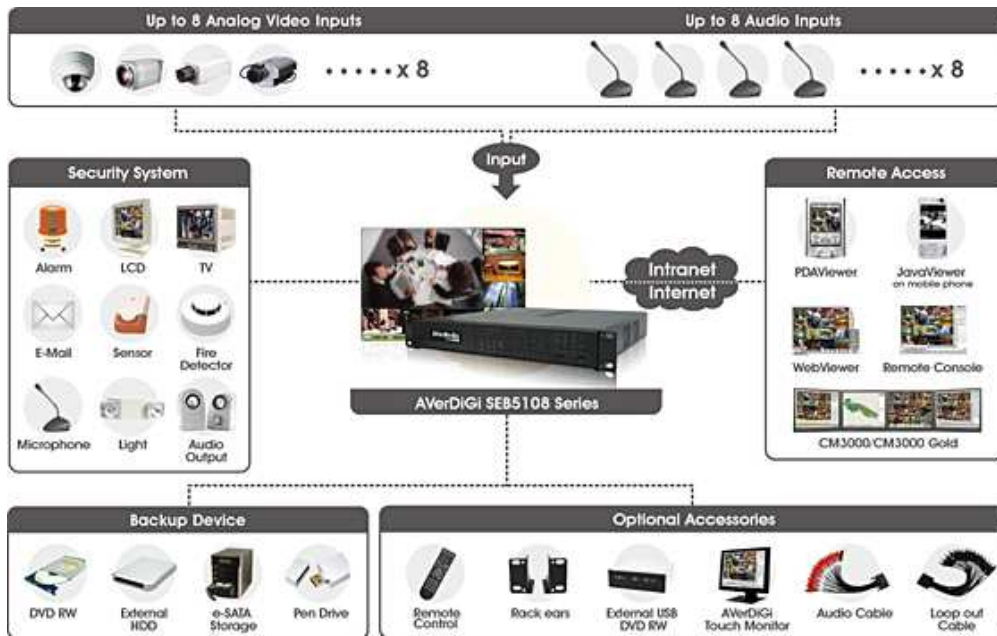 Up to 8 Analog Video Inputs
Up to 8 Audio Inputs
x 8
x 8
Input
Security System
Alarm
LCD
TV
E-Mail
Sensor
Fire
Detector
Microphone
Light
Audio
Output
Intranet
Internet
AVerDiGi SEB5108 Series
Remote Access
PDAViewer
JavaViewer
on mobile phone
WebViewer
Remote Console
CM3000/CM3000 Gold
Backup Device
DVD RW
External
HDD
e-SATA
Storage
Pen Drive
Optional Accessories
Remote
Control
Rack ears
External USB
DVD RW
AVerDiGi
Touch Monitor
Audio Cable
Loop out
Cable